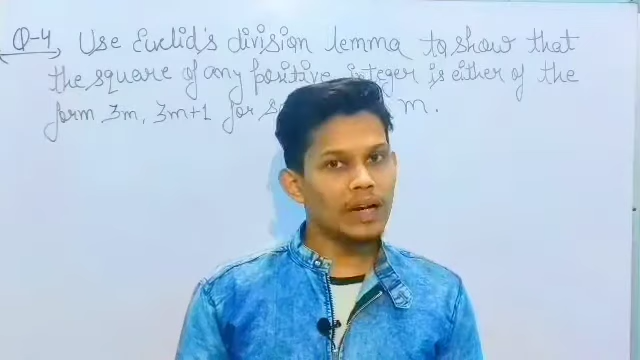 Q-4 Use Euclid's division lemma to show that
the square of any positive integer is either of the
form 3m, 3m+1 for m.